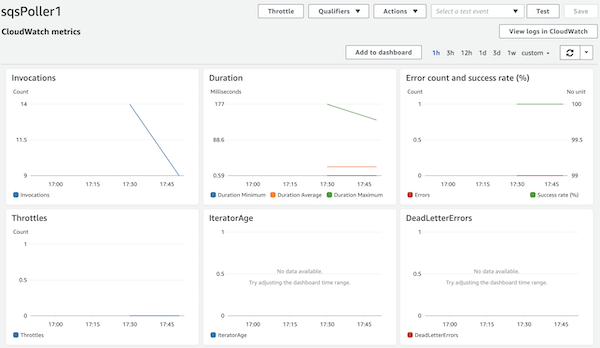 sqsPoller1
Throttle Qualifiers Actions Select a test event Test Save
CloudWatch metrics
View logs in CloudWatch
Add to dashboard 1h 3h 12h 1d 3d 1w custom
Invocations
Count
14
11.5
9
17:00 17:15 17:30 17:45
Invocations
Duration
Milliseconds
177
88.6
0.59
17:00 17:15 17:30 17:45
Duration Minimum Duration Average Duration Maximum
Error count and success rate (%)
Count No unit
1 100
0.5 99.5
0 99
17:00 17:15 17:30 17:45
Errors Success rate (%)
Throttles
Count
1
0.5
0
17:00 17:15 17:30 17:45
Throttles
IteratorAge
1
0.5
0
No data available.
Try adjusting the dashboard time range.
17:00 17:15 17:30 17:45
IteratorAge
DeadLetterErrors
1
0.5
0
No data available.
Try adjusting the dashboard time range.
17:00 17:15 17:30 17:45
DeadLetterErrors